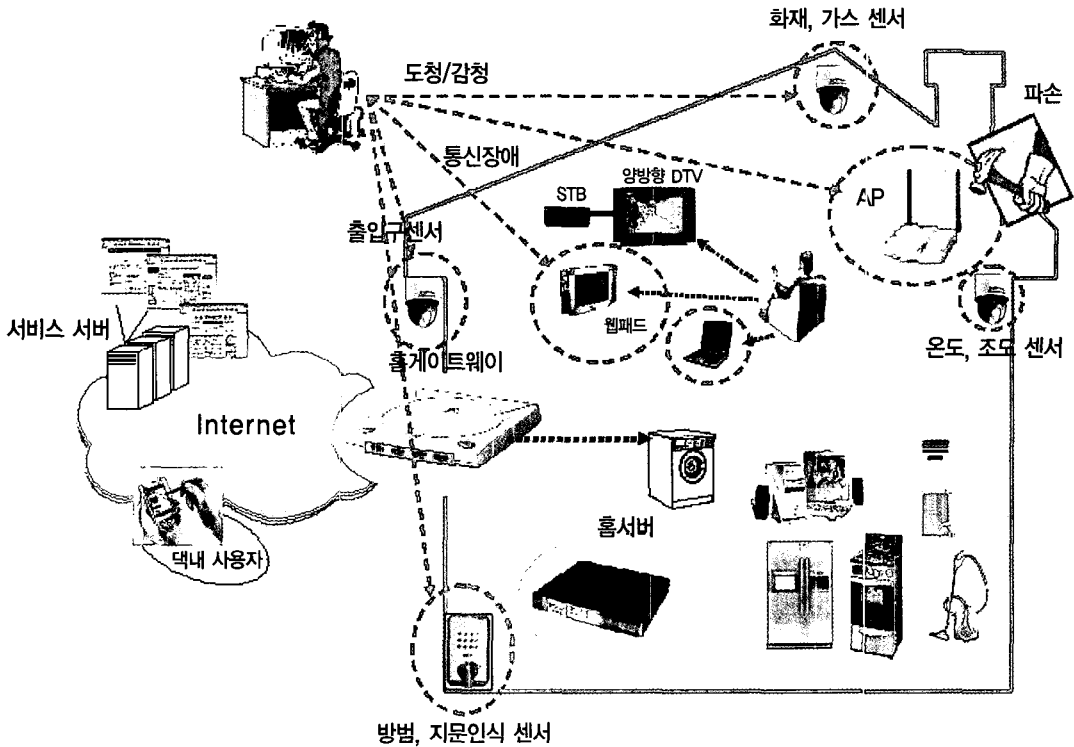 화재, 가스 센서
도청/감청
파손
통신장애
양방향 DTV
STB
AP
출입구센서
웹패드
서비스 서버
홈게이트웨이
온도, 조도 센서
Internet
홈서버
댁내 사용자
방범, 지문인식 센서